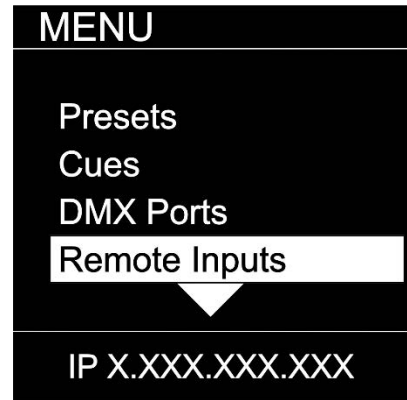 MENU
Presets
Cues
DMX Ports
Remote Inputs
IP X.XXX.XXX.XXX